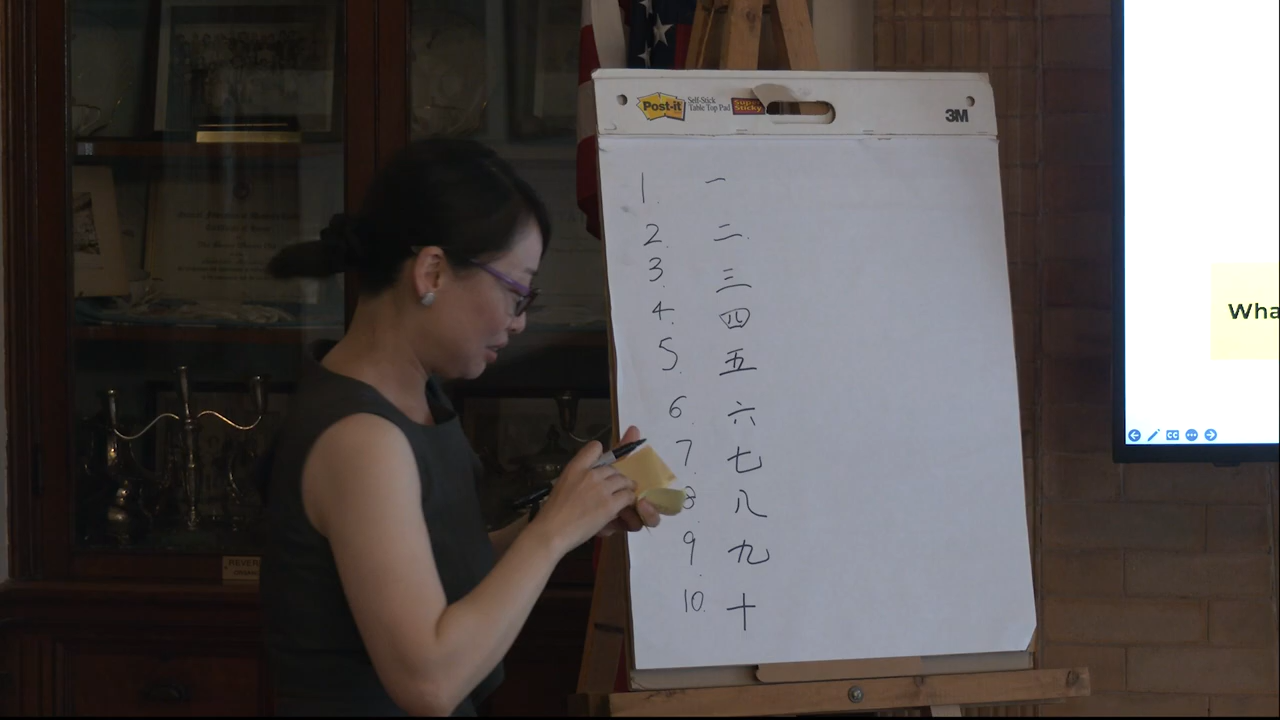 Post-it
Self-Stick
Table Top Pad
Super
Sticky
3M
1. 一
2. 二
3. 三
4. 四
5. 五
6. 六
7. 七
8. 八
9. 九
10. 十
Wha